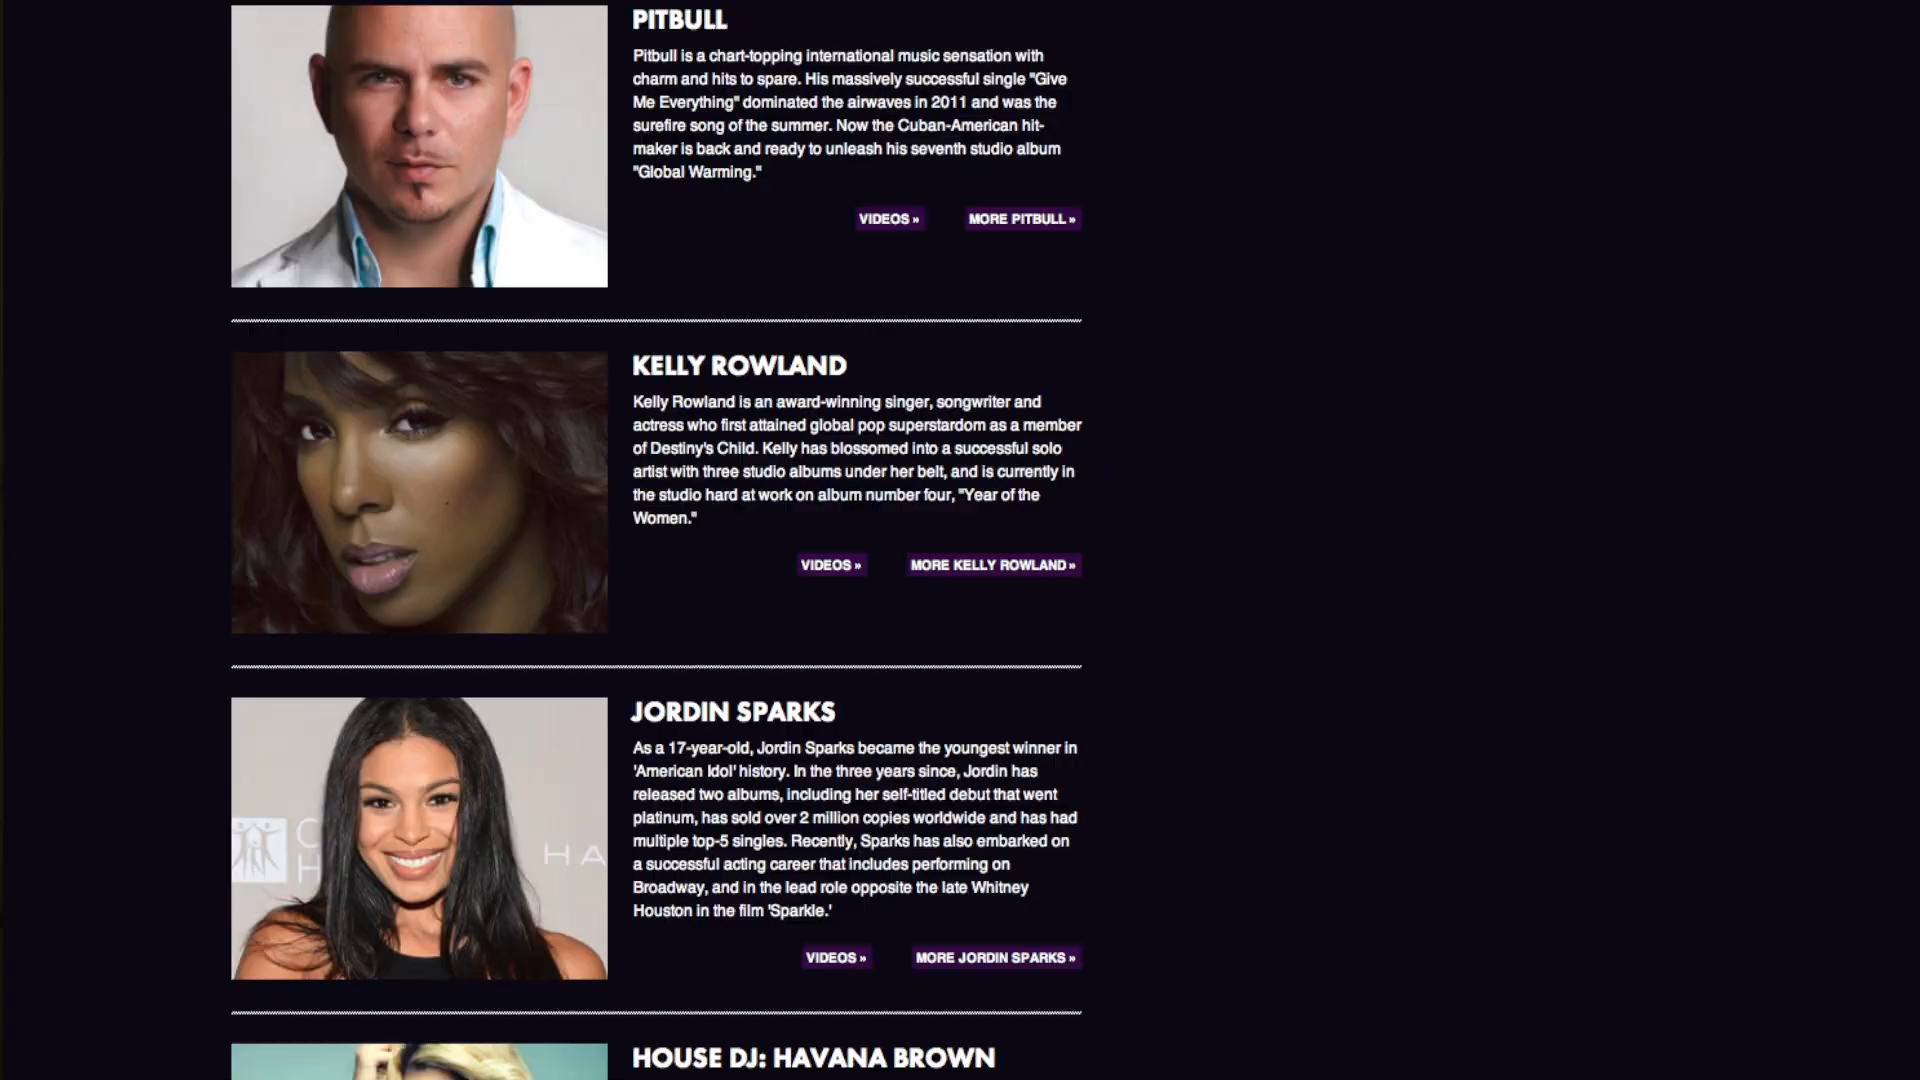 PITBULL
Pitbull is a chart-topping international music sensation with
charm and hits to spare. His massively successful single "Give
Me Everything" dominated the airwaves in 2011 and was the
surefire song of the summer. Now the Cuban-American hit-
maker is back and ready to unleash his seventh studio album
"Global Warming."
VIDEOS » MORE PITBULL »
KELLY ROWLAND
Kelly Rowland is an award-winning singer, songwriter and
actress who first attained global pop superstardom as a member
of Destiny's Child. Kelly has blossomed into a successful solo
artist with three studio albums under her belt, and is currently in
the studio hard at work on album number four, "Year of the
Women."
VIDEOS » MORE KELLY ROWLAND »
JORDIN SPARKS
As a 17-year-old, Jordin Sparks became the youngest winner in
'American Idol' history. In the three years since, Jordin has
released two albums, including her self-titled debut that went
platinum, has sold over 2 million copies worldwide and has had
multiple top-5 singles. Recently, Sparks has also embarked on
a successful acting career that includes performing on
Broadway, and in the lead role opposite the late Whitney
Houston in the film 'Sparkle.'
C
H
HA
VIDEOS » MORE JORDIN SPARKS »
HOUSE DJ: HAVANA BROWN